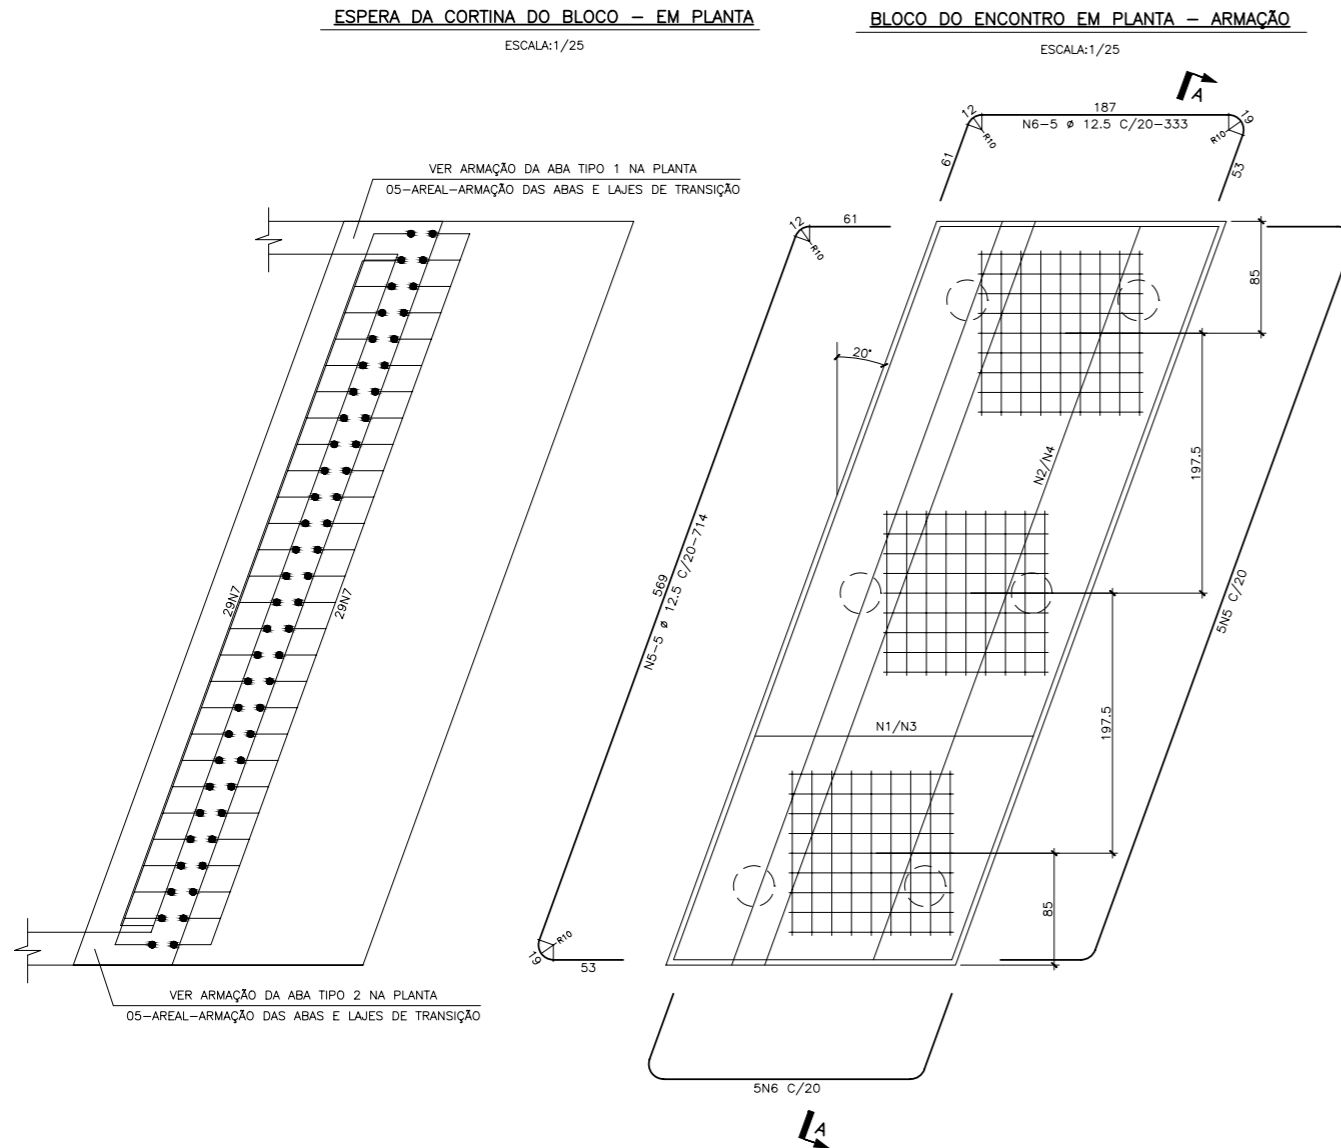 ESPERA DA CORTINA DO BLOCO – EM PLANTA
ESCALA:1/25
VER ARMAÇÃO DA ABA TIPO 1 NA PLANTA
05–AREAL–ARMAÇÃO DAS ABAS E LAJES DE TRANSIÇÃO
29N7
29N7
VER ARMAÇÃO DA ABA TIPO 2 NA PLANTA
05–AREAL–ARMAÇÃO DAS ABAS E LAJES DE TRANSIÇÃO
BLOCO DO ENCONTRO EM PLANTA – ARMAÇÃO
ESCALA:1/25
A
12
187
19
R10
N6–5 ø 12.5 C/20–333
R10
61
53
12
61
R10
85
20°
197.5
N2/N4
569
N5–5 ø 12.5 C/20–714
5N5 C/20
N1/N3
197.5
85
R10
19
53
5N6 C/20
A